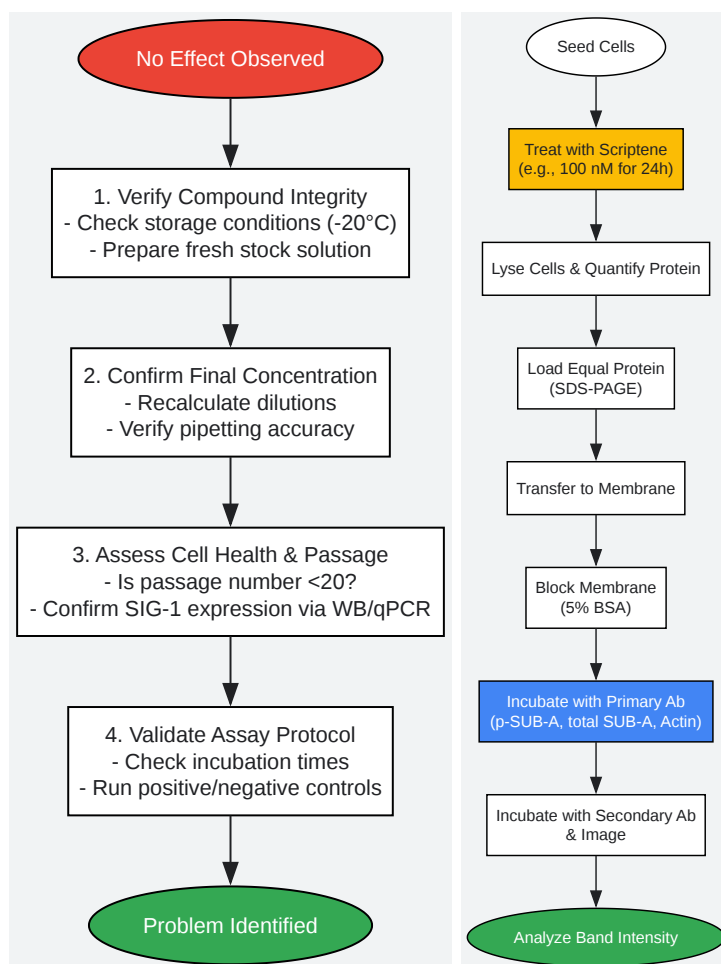 No Effect Observed
1. Verify Compound Integrity
- Check storage conditions (-20°C)
- Prepare fresh stock solution
2. Confirm Final Concentration
- Recalculate dilutions
- Verify pipetting accuracy
3. Assess Cell Health & Passage
- Is passage number <20?
- Confirm SIG-1 expression via WB/qPCR
4. Validate Assay Protocol
- Check incubation times
- Run positive/negative controls
Problem Identified
Seed Cells
Treat with Scriptene
(e.g., 100 nM for 24h)
Lyse Cells & Quantify Protein
Load Equal Protein
(SDS-PAGE)
Transfer to Membrane
Block Membrane
(5% BSA)
Incubate with Primary Ab
(p-SUB-A, total SUB-A, Actin)
Incubate with Secondary Ab
& Image
Analyze Band Intensity